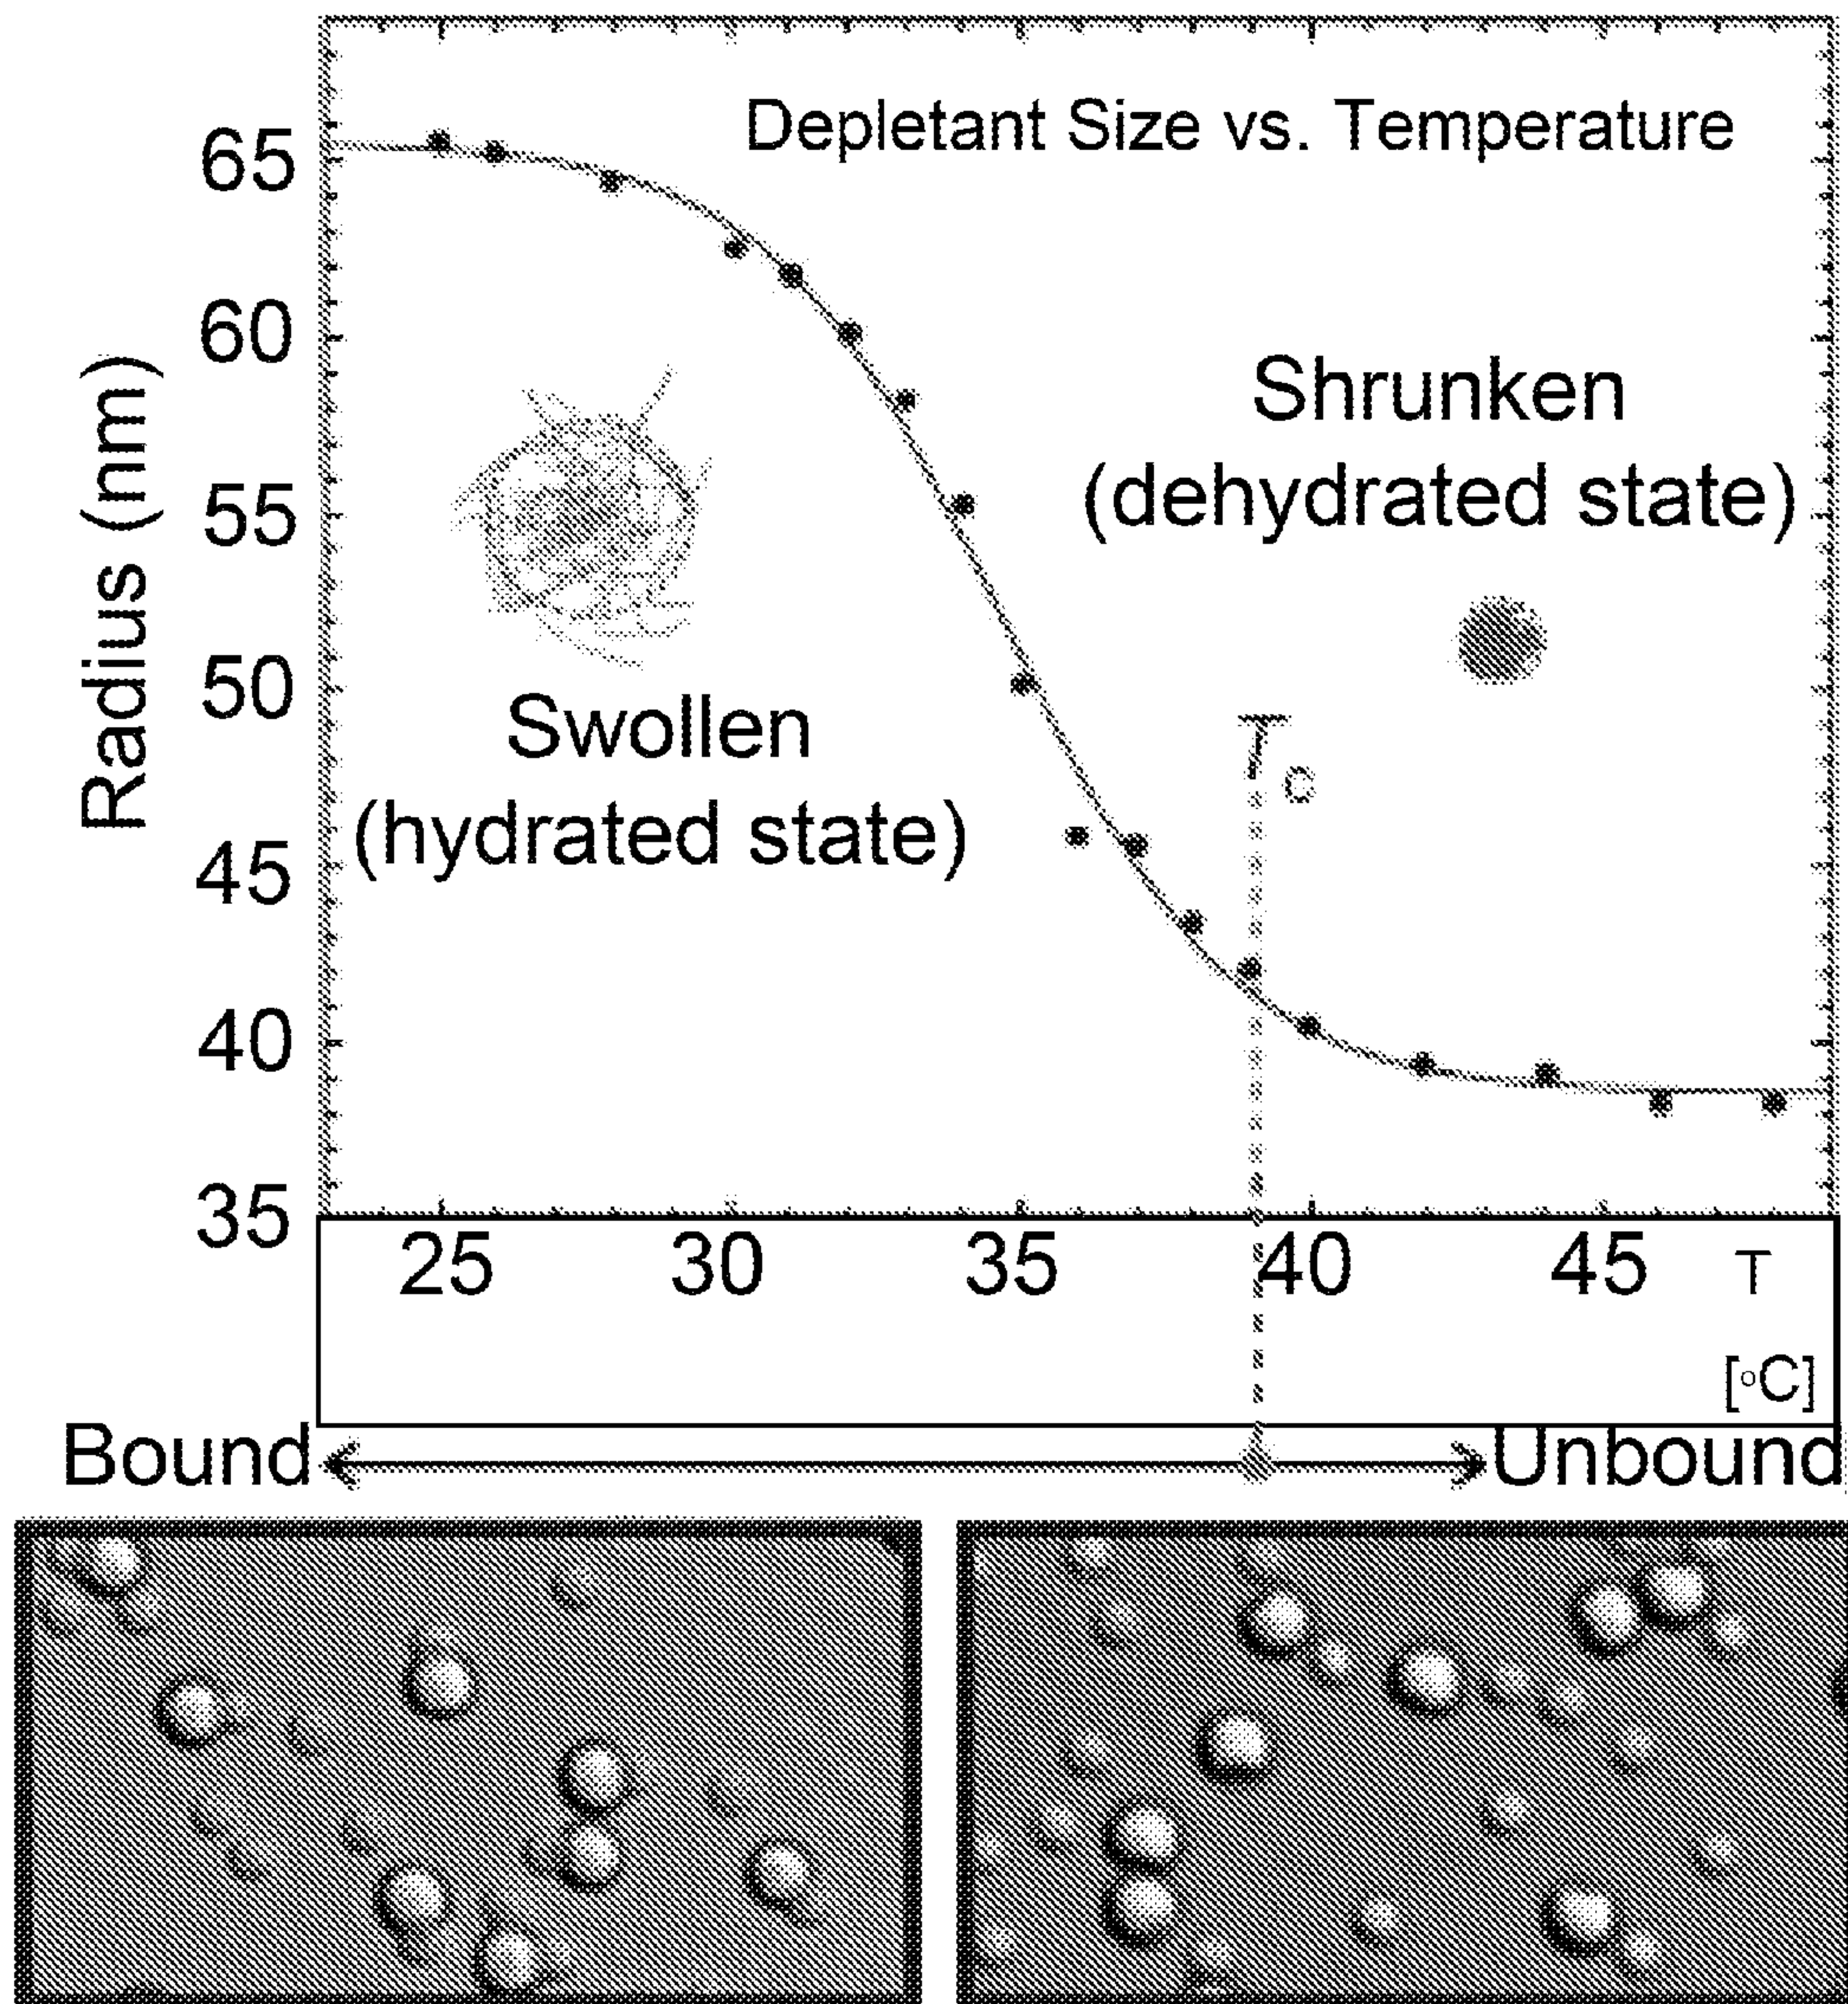 Depletant Size vs. Temperature
65
60
55
50
45
40
35
Radius (nm)
Shrunken
(dehydrated state)
Swollen
(hydrated state)
Tc
25 30 35 40 45 T
[°C]
Bound Unbound